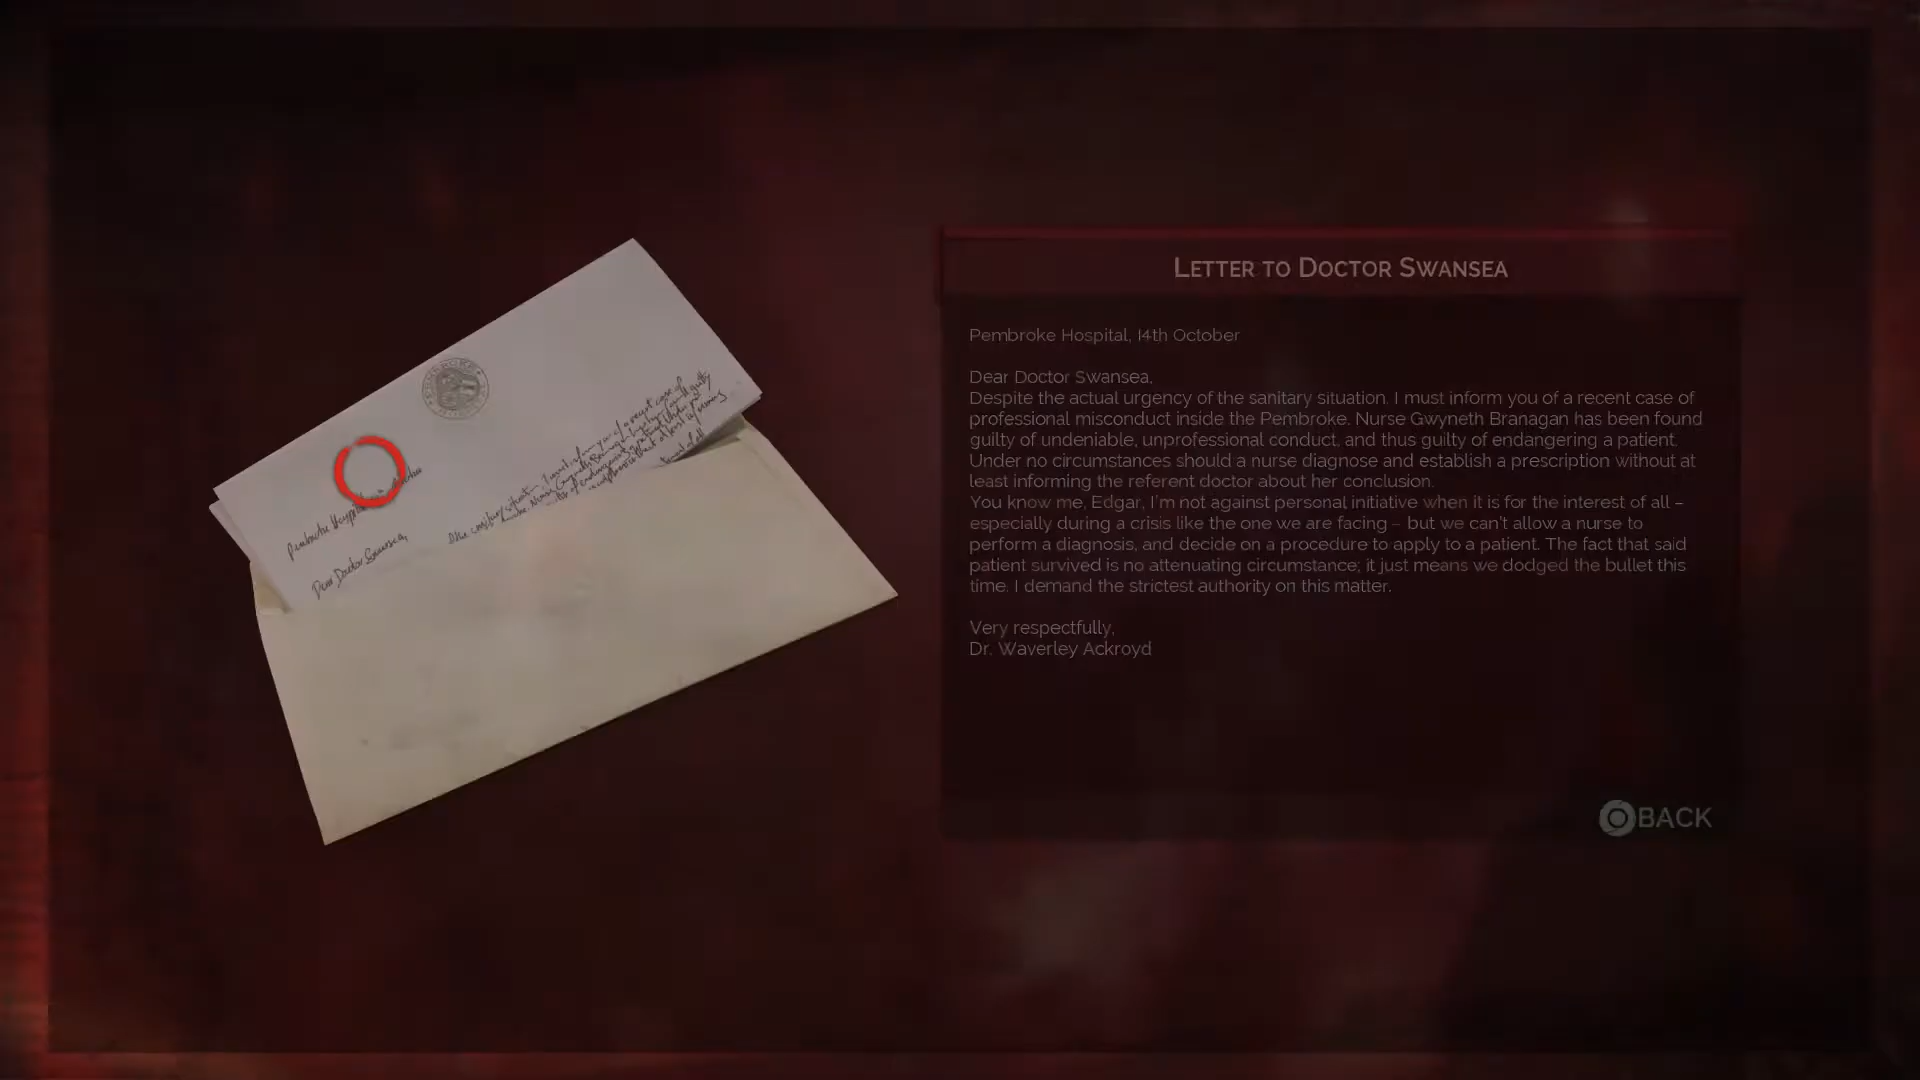 PEMBROKE
Pembroke Hospital
Dear Doctor Swansea,
LETTER TO DOCTOR SWANSEA
Pembroke Hospital, 14th October
Dear Doctor Swansea,
Despite the actual urgency of the sanitary situation. I must inform you of a recent case of
professional misconduct inside the Pembroke. Nurse Gwyneth Branagan has been found
guilty of undeniable, unprofessional conduct, and thus guilty of endangering a patient.
Under no circumstances should a nurse diagnose and establish a prescription without at
least informing the referent doctor about her conclusion.
You know me, Edgar, I'm not against personal initiative when it is for the interest of all –
especially during a crisis like the one we are facing – but we can't allow a nurse to
perform a diagnosis, and decide on a procedure to apply to a patient. The fact that said
patient survived is no attenuating circumstance; it just means we dodged the bullet this
time. I demand the strictest authority on this matter.
Very respectfully,
Dr. Waverley Ackroyd
BACK